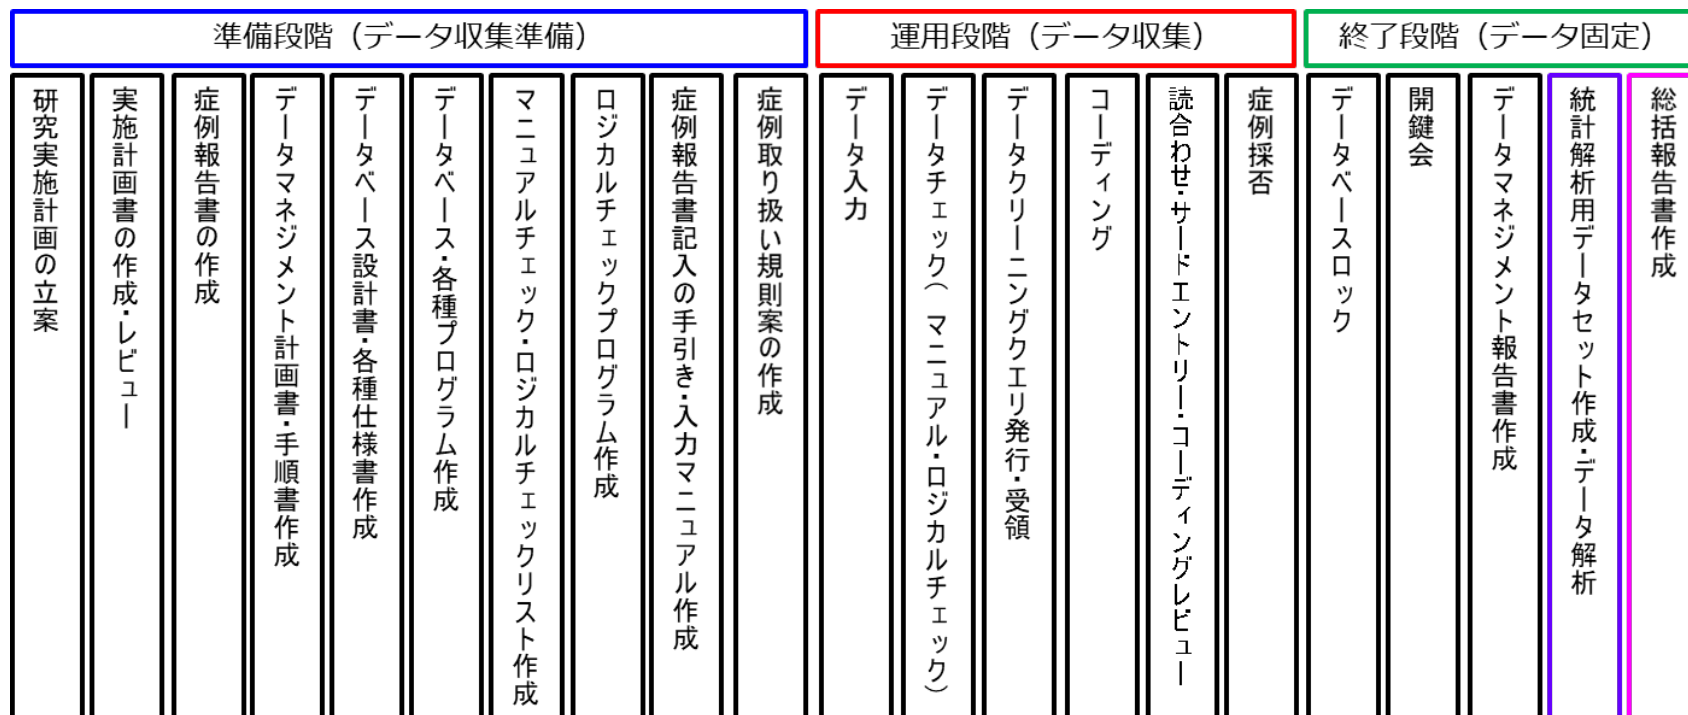 準備段階（データ収集準備）
運用段階（データ収集）
終了段階（データ固定）
研究実施計画の立案
実施計画書の作成・レビュー
症例報告書の作成
データマネジメント計画書・手順書作成
データベース設計書・各種仕様書作成
データベース・各種プログラム作成
マニュアルチェック・ロジカルチェックリスト作成
ロジカルチェックプログラム作成
症例報告書記入の手引き・入力マニュアル作成
症例取り扱い規則案の作成
データ入力
データチェック（マニュアル・ロジカルチェック）
データクリーニングクエリ発行・受領
コーディング
読合わせ・サードエントリー・コーディングレビュー
症例採否
データベースロック
開鍵会
データマネジメント報告書作成
統計解析用データセット作成・データ解析
総括報告書作成